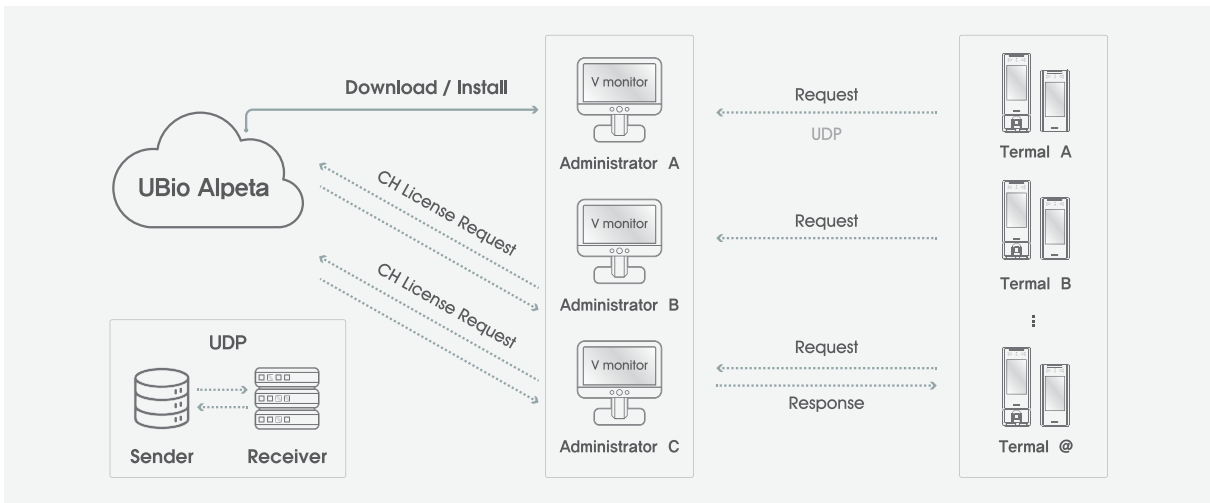 Download / Install
UBio Alpeta
CH License Request
CH License Request
UDP
Sender
Receiver
V monitor
Administrator A
V monitor
Administrator B
V monitor
Administrator C
Request
UDP
Request
Request
Response
Termal A
Termal B
Termal @